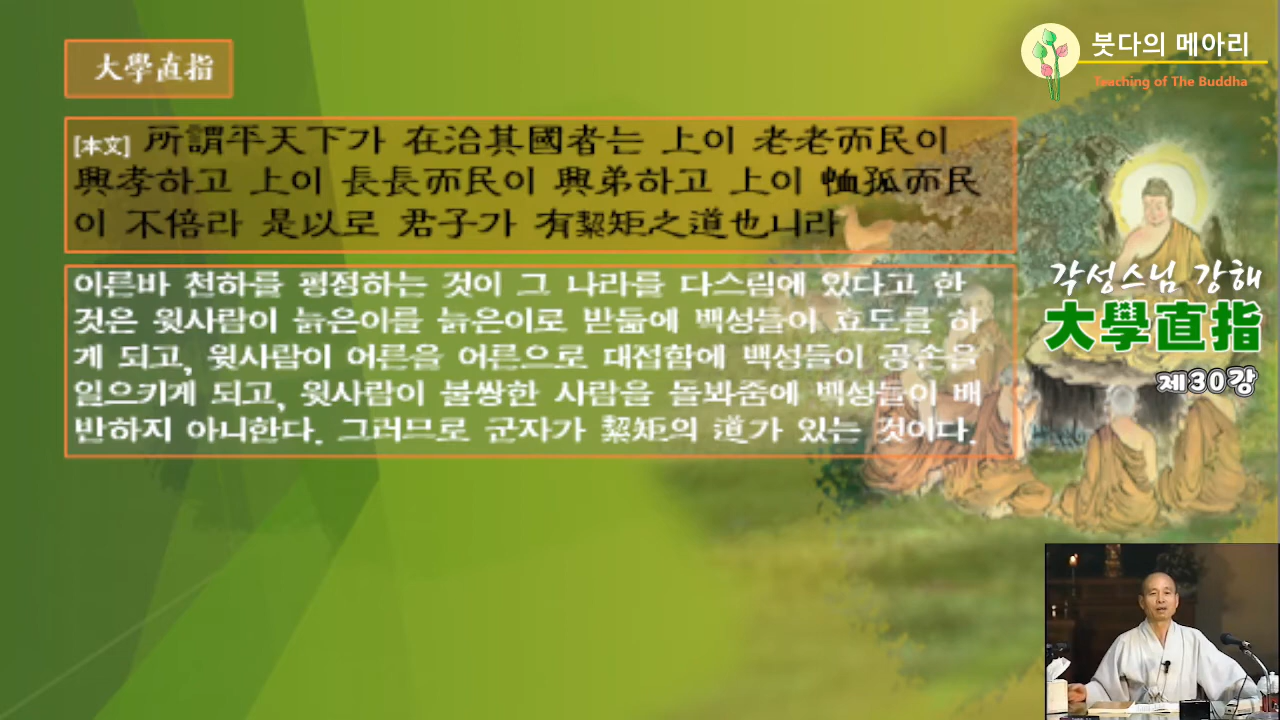 大學直指
붓다의 메아리
Teaching of The Buddha
[本文] 所謂平天下가 在治其國者는 上이 老老而民이
興孝하고 上이 長長而民이 興弟하고 上이 恤孤而民
이 不倍라 是以로 君子가 有絜矩之道也니라
이른바 천하를 평정하는 것이 그 나라를 다스림에 있다고 한
것은 윗사람이 늙은이를 늙은이로 받듦에 백성들이 효도를 하
게 되고, 윗사람이 어른을 어른으로 대접함에 백성들이 공손을
일으키게 되고, 윗사람이 불쌍한 사람을 돌봐줌에 백성들이 배
반하지 아니한다. 그러므로 군자가 絜矩의 道가 있는 것이다.
각성스님 강해
大學直指
제30강